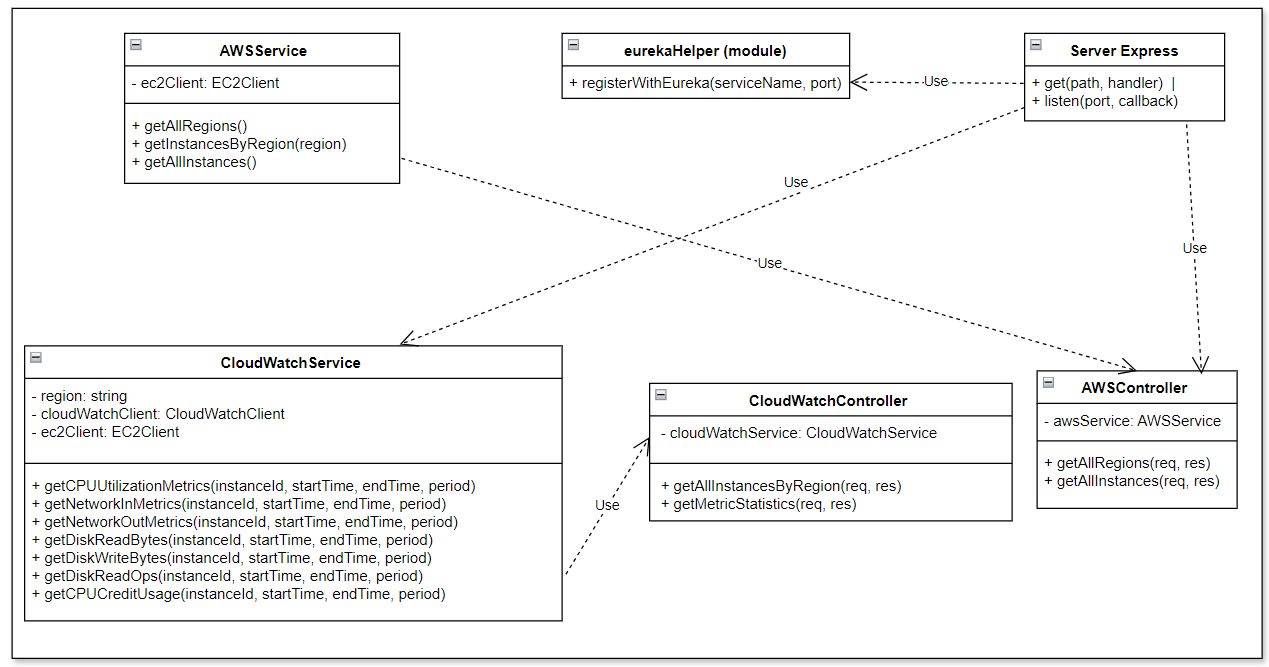 AWSService
- ec2Client: EC2Client
+ getAllRegions()
+ getInstancesByRegion(region)
+ getAllInstances()
eurekaHelper (module)
+ registerWithEureka(serviceName, port)
Use
Server Express
+ get(path, handler) |
+ listen(port, callback)
Use
Use
Use
CloudWatchService
- region: string
- cloudWatchClient: CloudWatchClient
- ec2Client: EC2Client
+ getCPUUtilizationMetrics(instanceId, startTime, endTime, period)
+ getNetworkInMetrics(instanceId, startTime, endTime, period)
+ getNetworkOutMetrics(instanceId, startTime, endTime, period)
+ getDiskReadBytes(instanceId, startTime, endTime, period)
+ getDiskWriteBytes(instanceId, startTime, endTime, period)
+ getDiskReadOps(instanceId, startTime, endTime, period)
+ getCPUCreditUsage(instanceId, startTime, endTime, period)
Use
CloudWatchController
- cloudWatchService: CloudWatchService
+ getAllInstancesByRegion(req, res)
+ getMetricStatistics(req, res)
AWSController
- awsService: AWSService
+ getAllRegions(req, res)
+ getAllInstances(req, res)